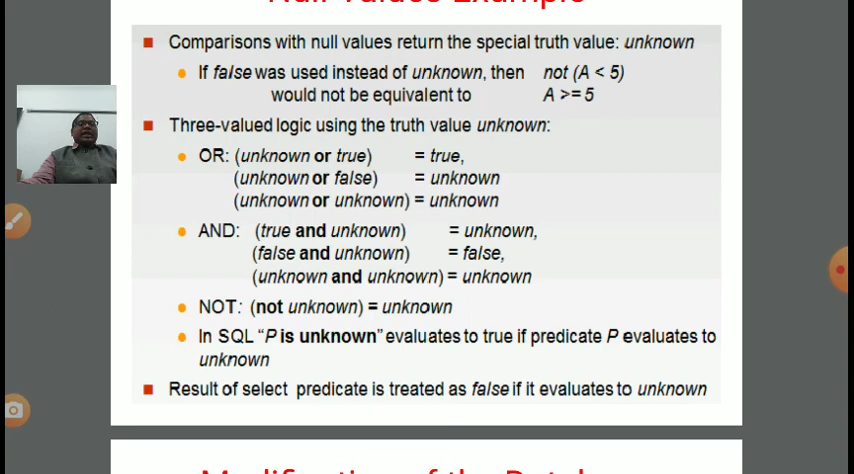 Null Values Example
Comparisons with null values return the special truth value: unknown
If false was used instead of unknown, then not (A < 5)
would not be equivalent to A >= 5
Three-valued logic using the truth value unknown:
OR: (unknown or true) = true,
(unknown or false) = unknown
(unknown or unknown) = unknown
AND: (true and unknown) = unknown,
(false and unknown) = false,
(unknown and unknown) = unknown
NOT: (not unknown) = unknown
In SQL “P is unknown” evaluates to true if predicate P evaluates to
unknown
Result of select predicate is treated as false if it evaluates to unknown
Modification of the